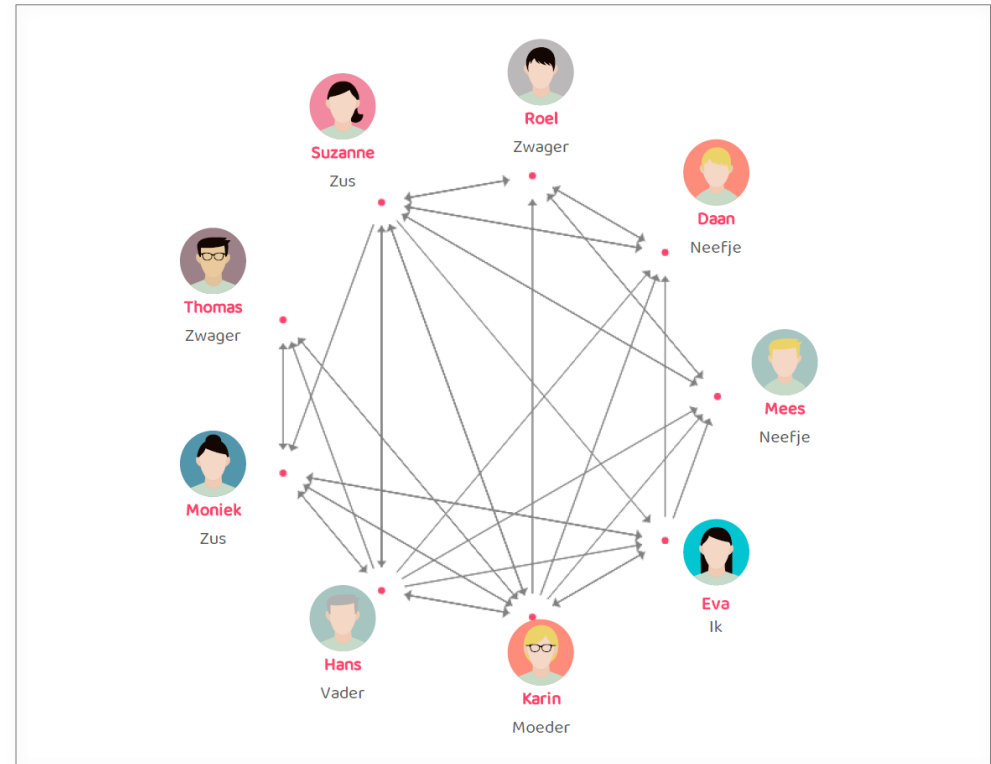 Roel
Zwager
Suzanne
Zus
Daan
Neefje
Thomas
Zwager
Mees
Neefje
Moniek
Zus
Eva
Ik
Hans
Vader
Karin
Moeder